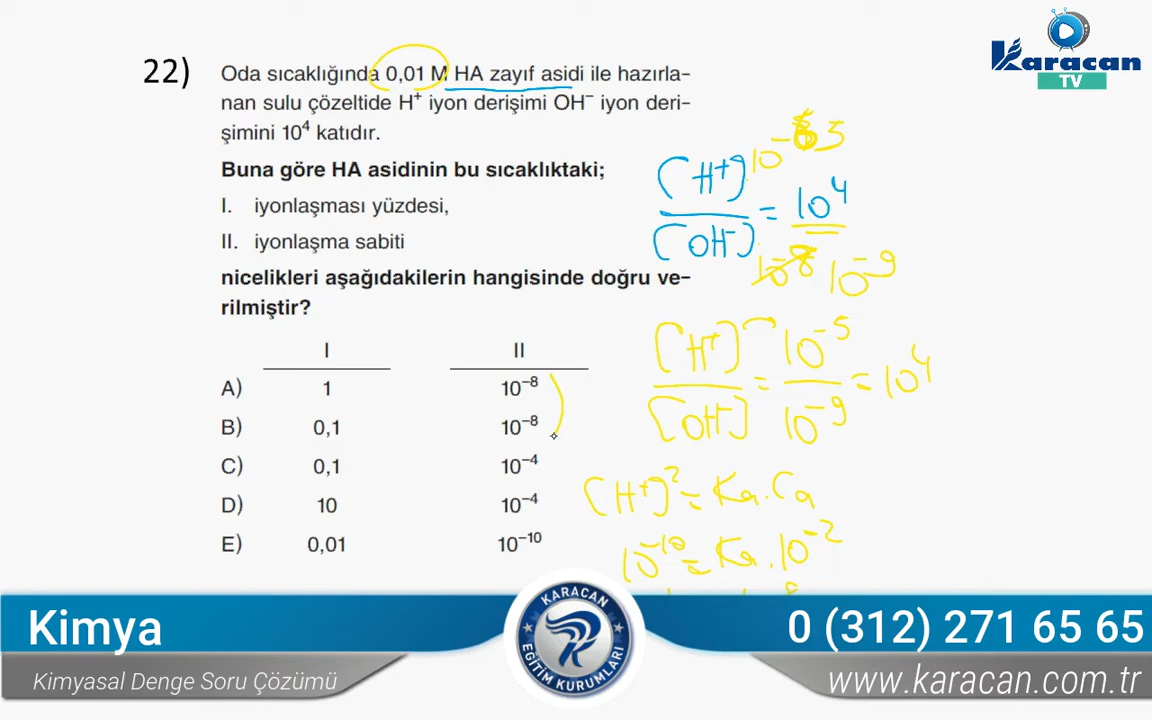 Karacan
TV
22)
Oda sıcaklığında 0,01 M HA zayıf asidi ile hazırla-
nan sulu çözeltide H⁺ iyon derişimi OH⁻ iyon deri-
şimini 10⁴ katıdır.
Buna göre HA asidinin bu sıcaklıktaki;
I. iyonlaşması yüzdesi,
II. iyonlaşma sabiti
nicelikleri aşağıdakilerin hangisinde doğru ve-
rilmiştir?
I II
A) 1 10⁻⁸
B) 0,1 10⁻⁸
C) 0,1 10⁻⁴
D) 10 10⁻⁴
E) 0,01 10⁻¹⁰
[H⁺] 10⁻⁵
[OH⁻] = 10⁴
10⁻⁸ 10⁻⁹
[H⁺] 10⁻⁵
[OH⁻] = 10⁻⁹ = 10⁴
[H⁺]² = Ka.Ca
10⁻¹⁰ = Ka.10⁻²
KARACAN
EĞİTİM KURUMLARI
Kimya
0 (312) 271 65 65
Kimyasal Denge Soru Çözümü
www.karacan.com.tr